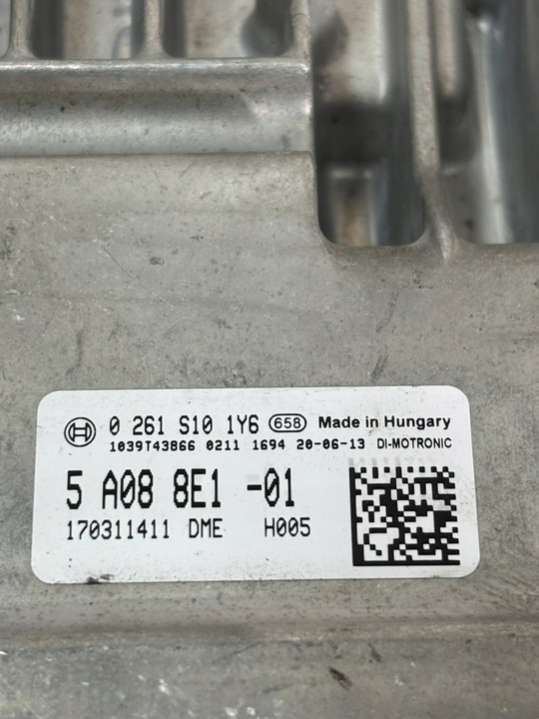 0 261 S10 1Y6 658 Made in Hungary
1039T43866 0211 1694 20-06-13 DI-MOTRONIC
5 A08 8E1 -01
170311411 DME H005